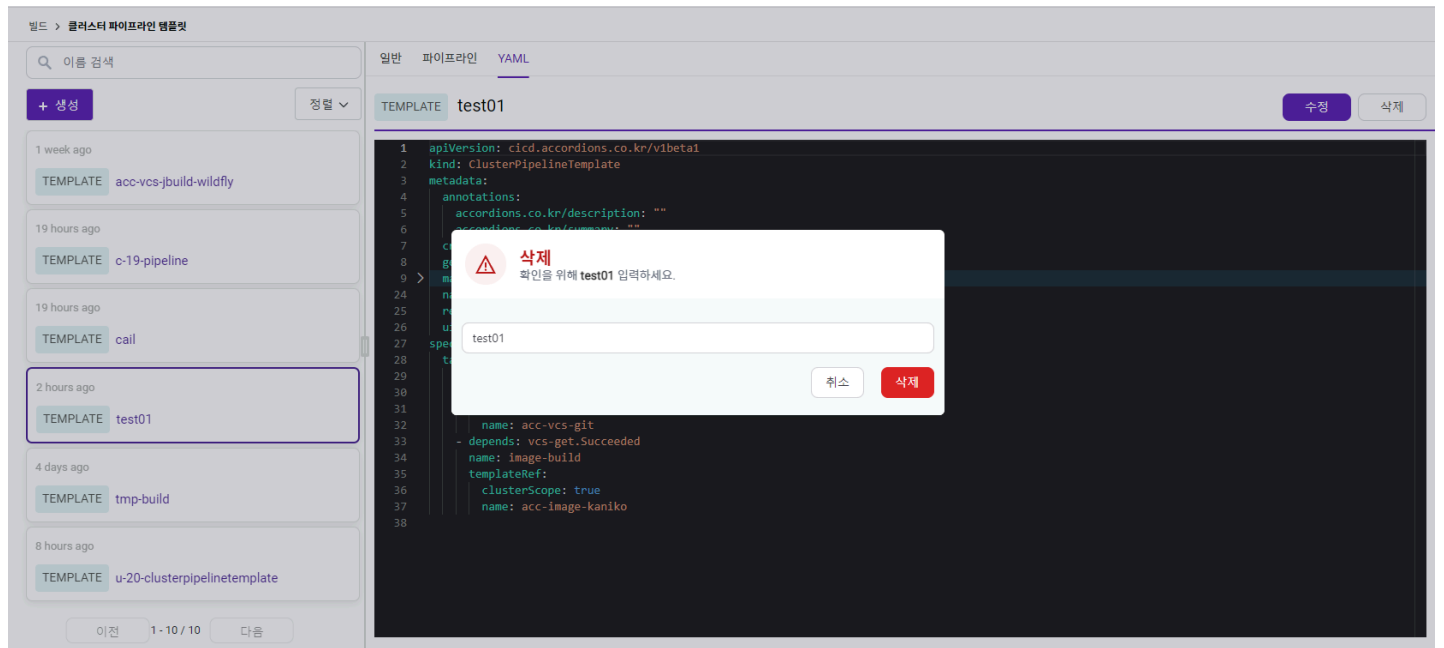 빌드 > 클러스터 파이프라인 템플릿
이름 검색
+ 생성
정렬
1 week ago
TEMPLATE acc-vcs-jbuild-wildfly
19 hours ago
TEMPLATE c-19-pipeline
19 hours ago
TEMPLATE cail
2 hours ago
TEMPLATE test01
4 days ago
TEMPLATE tmp-build
8 hours ago
TEMPLATE u-20-clusterpipelinetemplate
이전 1 - 10 / 10 다음
일반 파이프라인 YAML
TEMPLATE test01
수정 삭제
1 apiVersion: cicd.accordions.co.kr/v1beta1
2 kind: ClusterPipelineTemplate
3 metadata:
4 annotations:
5 accordions.co.kr/description: ""
6 accordions.co.kr/summary: ""
7
8
9 >
24
25
26
27
28
29
30
31
32 name: acc-vcs-git
33 - depends: vcs-get.Succeeded
34 name: image-build
35 templateRef:
36 clusterScope: true
37 name: acc-image-kaniko
38
삭제
확인을 위해 test01 입력하세요.
test01
취소 삭제